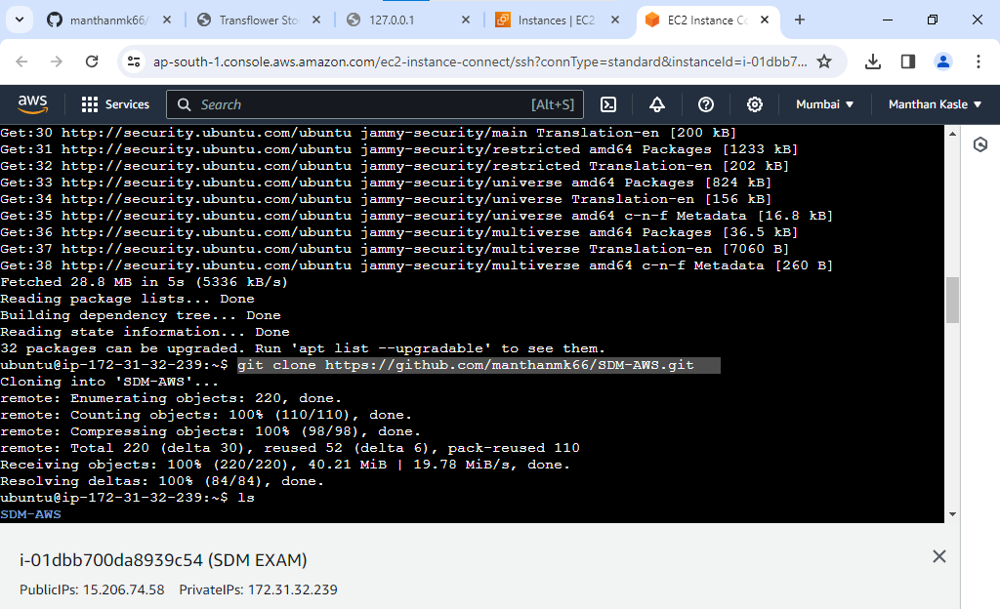 manthanmk66/
Transflower Sto
127.0.0.1
Instances | EC2
EC2 Instance Co
ap-south-1.console.aws.amazon.com/ec2-instance-connect/ssh?connType=standard&instanceId=i-01dbb7...
aws Services Search [Alt+S] Mumbai Manthan Kasle
Get:30 http://security.ubuntu.com/ubuntu jammy-security/main Translation-en [200 kB]
Get:31 http://security.ubuntu.com/ubuntu jammy-security/restricted amd64 Packages [1233 kB]
Get:32 http://security.ubuntu.com/ubuntu jammy-security/restricted Translation-en [202 kB]
Get:33 http://security.ubuntu.com/ubuntu jammy-security/universe amd64 Packages [824 kB]
Get:34 http://security.ubuntu.com/ubuntu jammy-security/universe Translation-en [156 kB]
Get:35 http://security.ubuntu.com/ubuntu jammy-security/universe amd64 c-n-f Metadata [16.8 kB]
Get:36 http://security.ubuntu.com/ubuntu jammy-security/multiverse amd64 Packages [36.5 kB]
Get:37 http://security.ubuntu.com/ubuntu jammy-security/multiverse Translation-en [7060 B]
Get:38 http://security.ubuntu.com/ubuntu jammy-security/multiverse amd64 c-n-f Metadata [260 B]
Fetched 28.8 MB in 5s (5336 kB/s)
Reading package lists... Done
Building dependency tree... Done
Reading state information... Done
32 packages can be upgraded. Run 'apt list --upgradable' to see them.
ubuntu@ip-172-31-32-239:~$ git clone https://github.com/manthanmk66/SDM-AWS.git
Cloning into 'SDM-AWS'...
remote: Enumerating objects: 220, done.
remote: Counting objects: 100% (110/110), done.
remote: Compressing objects: 100% (98/98), done.
remote: Total 220 (delta 30), reused 52 (delta 6), pack-reused 110
Receiving objects: 100% (220/220), 40.21 MiB | 19.78 MiB/s, done.
Resolving deltas: 100% (84/84), done.
ubuntu@ip-172-31-32-239:~$ ls
SDM-AWS
i-01dbb700da8939c54 (SDM EXAM)
PublicIPs: 15.206.74.58 PrivateIPs: 172.31.32.239